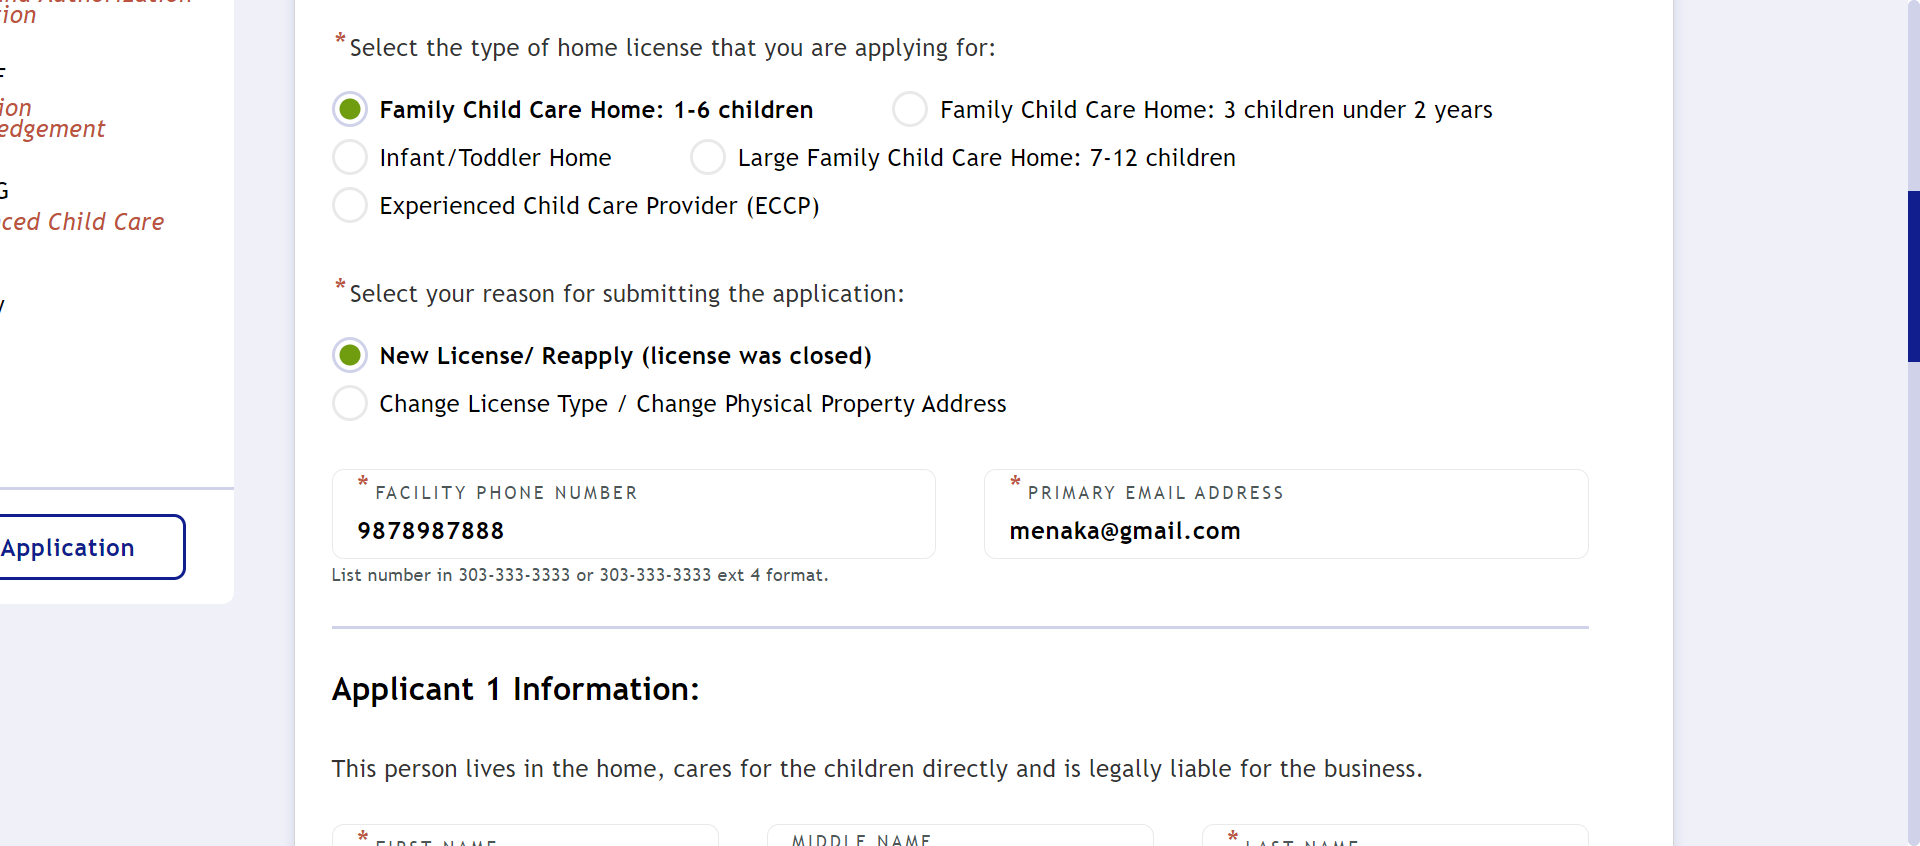 ion
ion
edgement
G
ced Child Care
Application
*Select the type of home license that you are applying for:
Family Child Care Home: 1-6 children
Family Child Care Home: 3 children under 2 years
Infant/Toddler Home
Large Family Child Care Home: 7-12 children
Experienced Child Care Provider (ECCP)
*Select your reason for submitting the application:
New License/ Reapply (license was closed)
Change License Type / Change Physical Property Address
* FACILITY PHONE NUMBER
9878987888
List number in 303-333-3333 or 303-333-3333 ext 4 format.
* PRIMARY EMAIL ADDRESS
menaka@gmail.com
Applicant 1 Information:
This person lives in the home, cares for the children directly and is legally liable for the business.
* FIRST NAME
MIDDLE NAME
* LAST NAME